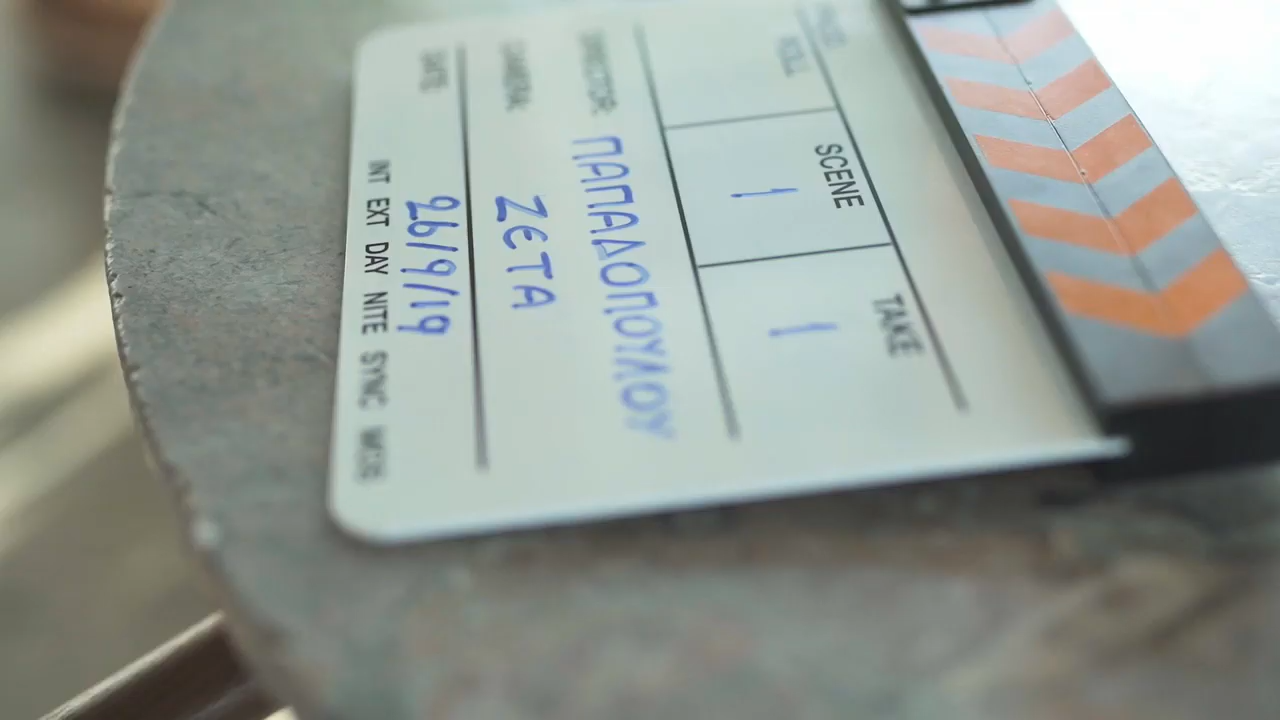 ROLL
SCENE
TAKE
1
1
DIRECTOR: ΠΑΠΑΔΟΠΟΥΛΟΥ
CAMERA: ΖΕΤΑ
DATE 26/9/19
INT EXT DAY NITE SYNC MOS